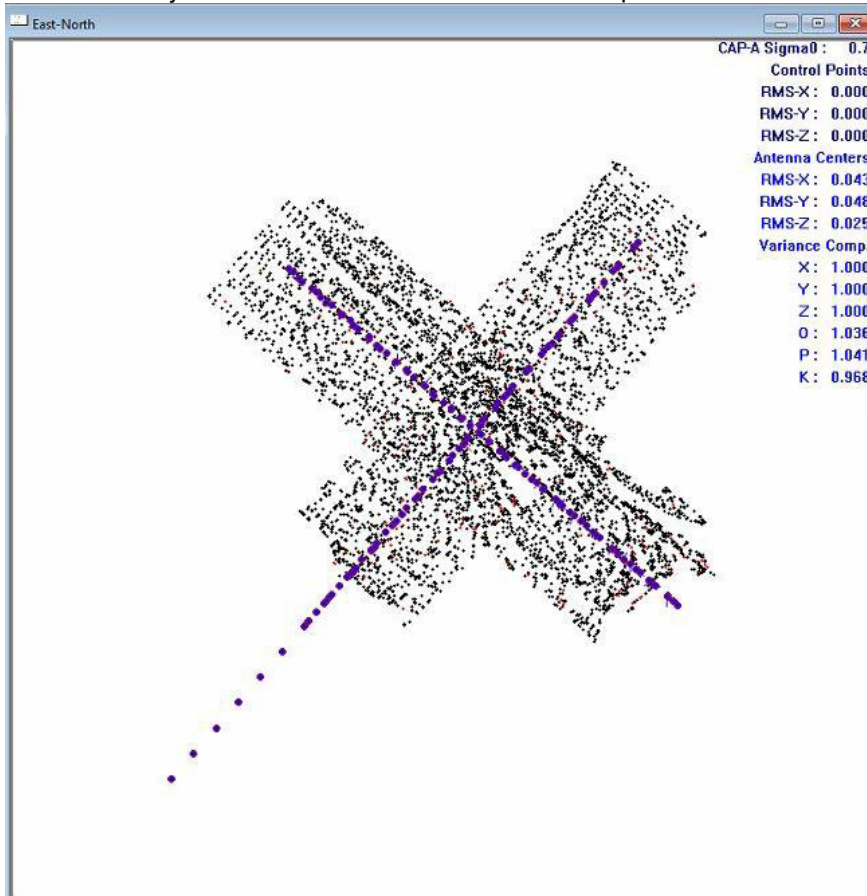 East-North
CAP-A Sigma0 : 0.7
Control Points
RMS-X : 0.000
RMS-Y : 0.000
RMS-Z : 0.000
Antenna Centers
RMS-X : 0.043
RMS-Y : 0.048
RMS-Z : 0.025
Variance Comp.
X : 1.000
Y : 1.000
Z : 1.000
O : 1.036
P : 1.041
K : 0.968